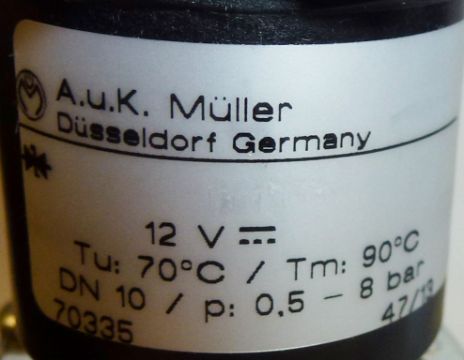 A.u.K. Müller
Düsseldorf Germany
12 V ⎓
Tu: 70°C / Tm: 90°C
DN 10 / p: 0,5 – 8 bar
70335 47/13